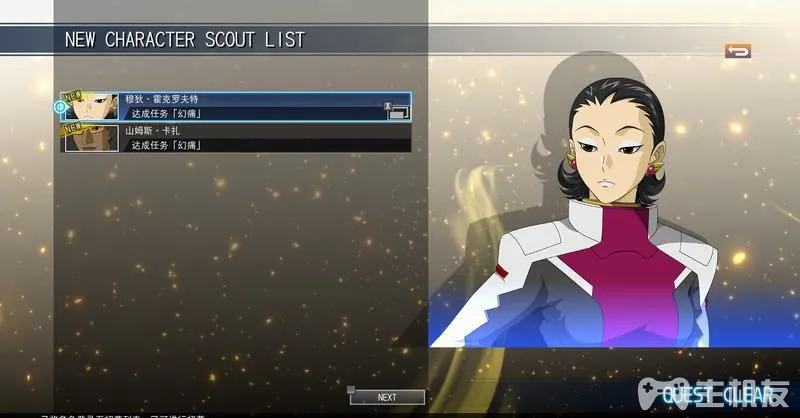 NEW CHARACTER SCOUT LIST
NEW
穆狄·霍克罗夫特
达成任务「幻痛」
X
NEW
山姆斯·卡扎
达成任务「幻痛」
NEXT
QUEST CLEAR
主机友